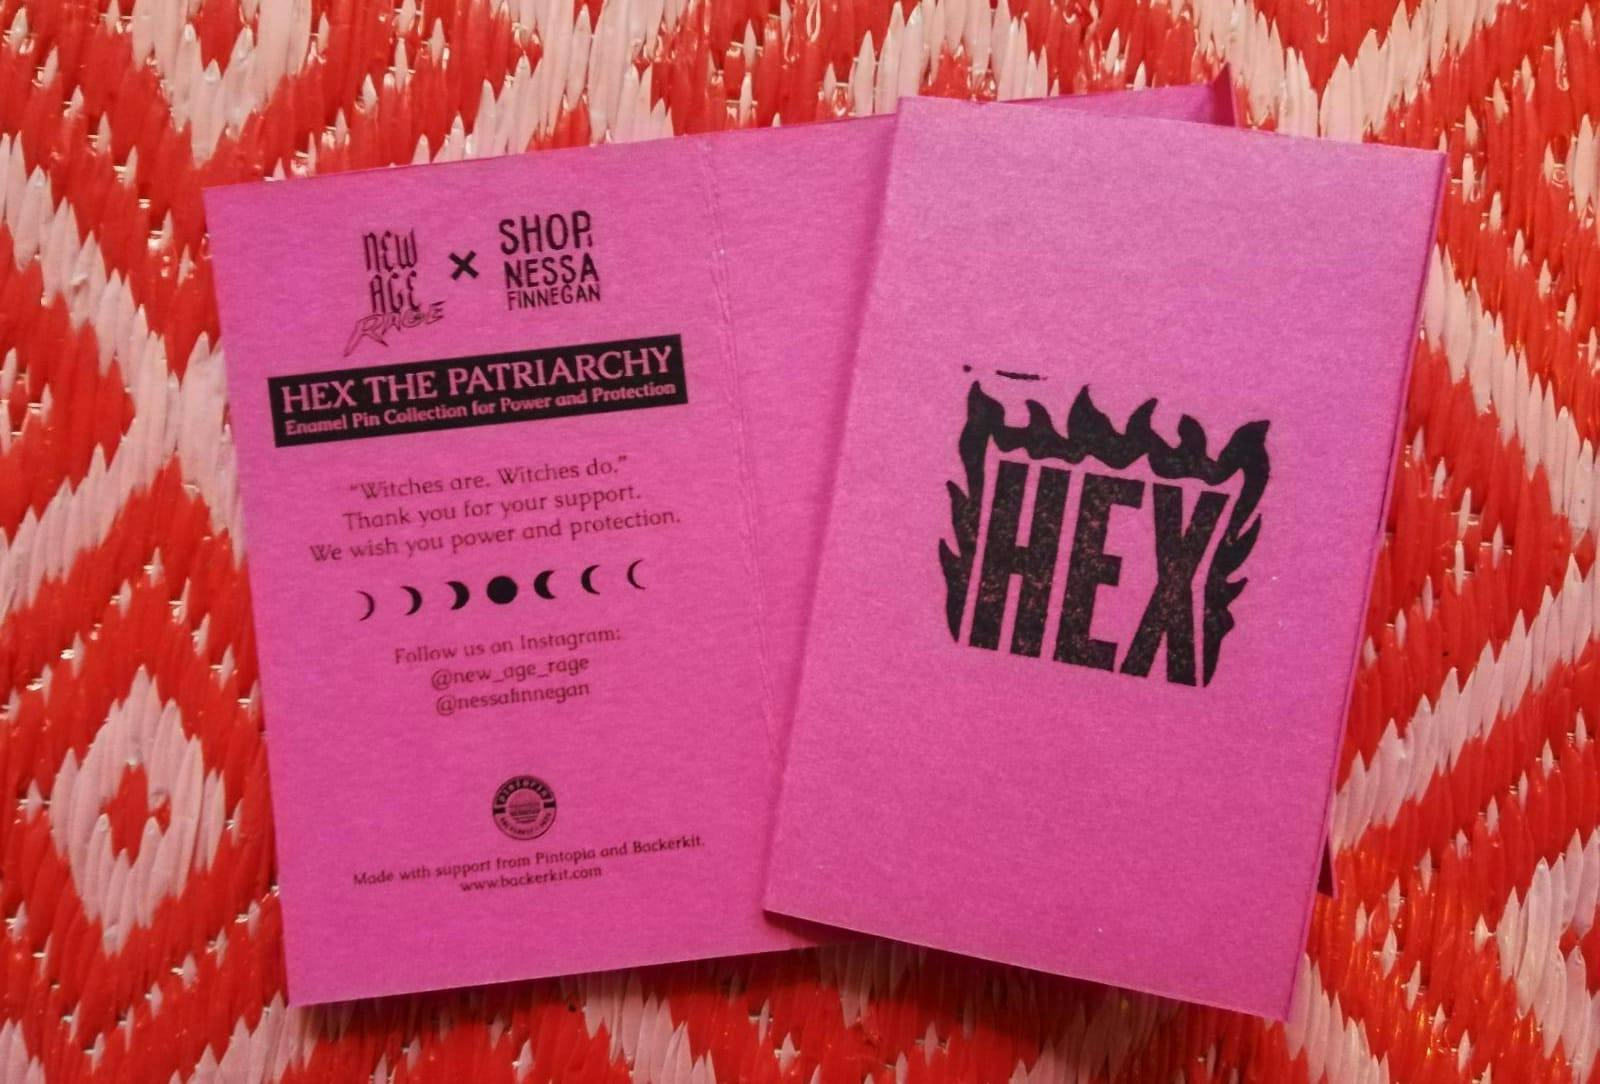 NEW
AGE
RAGE
×
SHOP
NESSA
FINNEGAN
HEX THE PATRIARCHY
Enamel Pin Collection for Power and Protection
“Witches are. Witches do.”
Thank you for your support.
We wish you power and protection.
Follow us on Instagram:
@new_age_rage
@nessafinnegan
PINTOPIA
Made with support from Pintopia and Backerkit.
www.backerkit.com
HEX